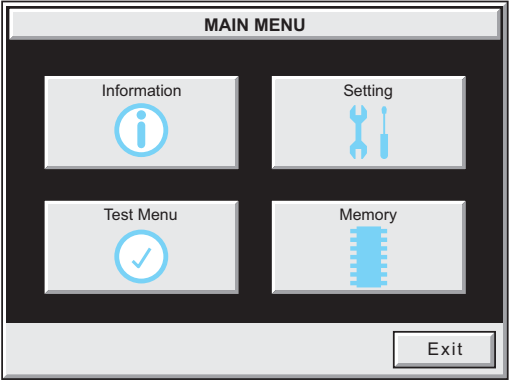 MAIN MENU
Information
Setting
Test Menu
Memory
Exit